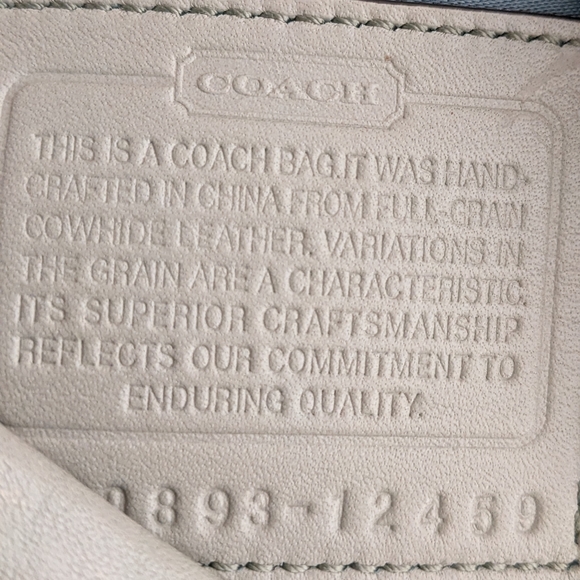 COACH
THIS IS A COACH BAG. IT WAS HAND-
CRAFTED IN CHINA FROM FULL-GRAIN
COWHIDE LEATHER. VARIATIONS IN
THE GRAIN ARE A CHARACTERISTIC.
ITS SUPERIOR CRAFTSMANSHIP
REFLECTS OUR COMMITMENT TO
ENDURING QUALITY.
893-12459